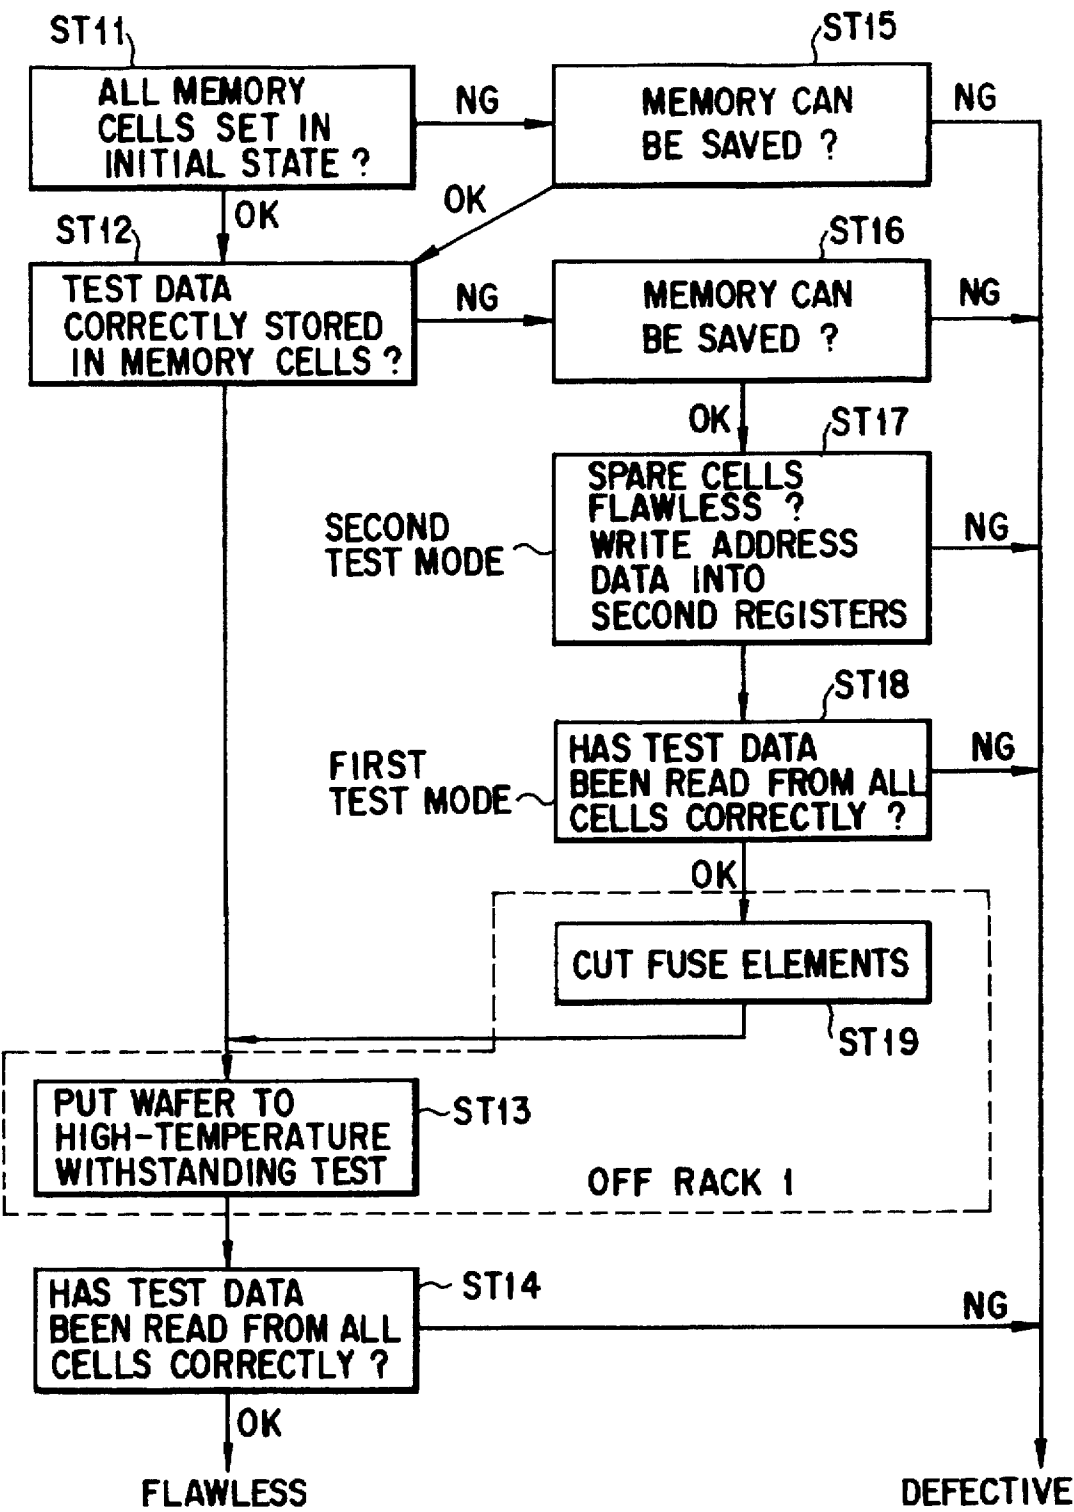 ST11
ALL MEMORY
CELLS SET IN
INITIAL STATE ?
NG
ST15
MEMORY CAN
BE SAVED ?
NG
OK
OK
ST12
TEST DATA
CORRECTLY STORED
IN MEMORY CELLS ?
NG
ST16
MEMORY CAN
BE SAVED ?
NG
OK
ST17
SECOND
TEST MODE
SPARE CELLS
FLAWLESS ?
WRITE ADDRESS
DATA INTO
SECOND REGISTERS
NG
ST18
FIRST
TEST MODE
HAS TEST DATA
BEEN READ FROM ALL
CELLS CORRECTLY ?
NG
OK
CUT FUSE ELEMENTS
ST19
PUT WAFER TO
HIGH-TEMPERATURE
WITHSTANDING TEST
ST13
OFF RACK 1
HAS TEST DATA
BEEN READ FROM ALL
CELLS CORRECTLY ?
ST14
NG
OK
FLAWLESS
DEFECTIVE